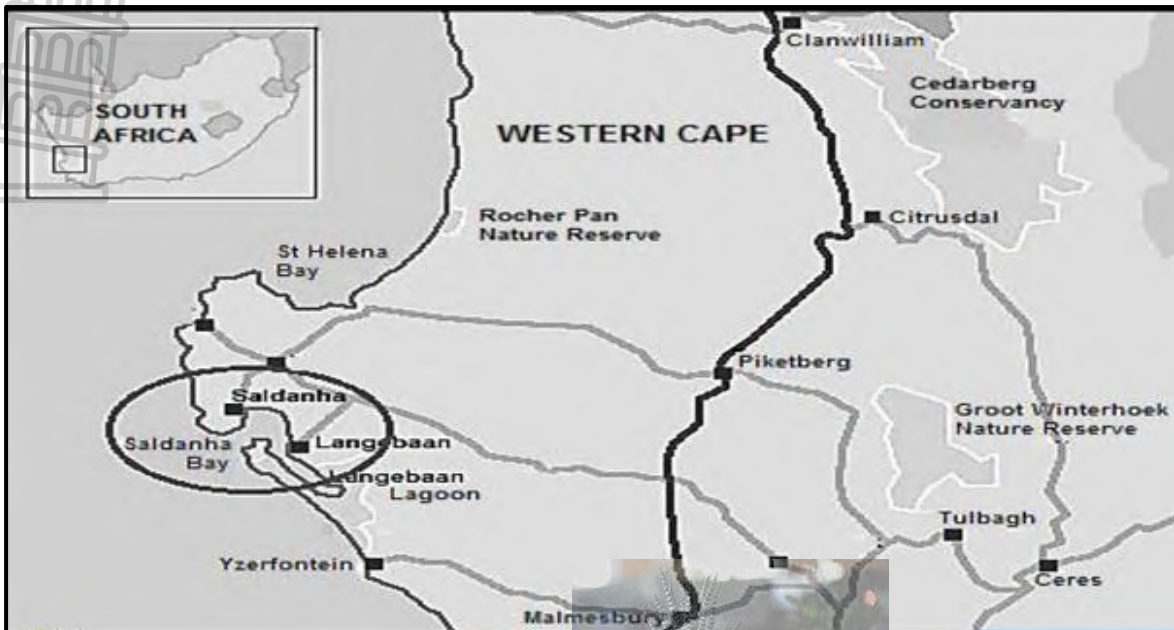 Clanwilliam
Cedarberg
Conservancy
SOUTH
AFRICA
WESTERN CAPE
Rocher Pan
Nature Reserve
Citrusdal
St Helena
Bay
Piketberg
Saldanha
Groot Winterhoek
Nature Reserve
Saldanha
Bay
Langebaan
Langebaan
Lagoon
Tulbagh
Yzerfontein
Ceres
Malmesbury